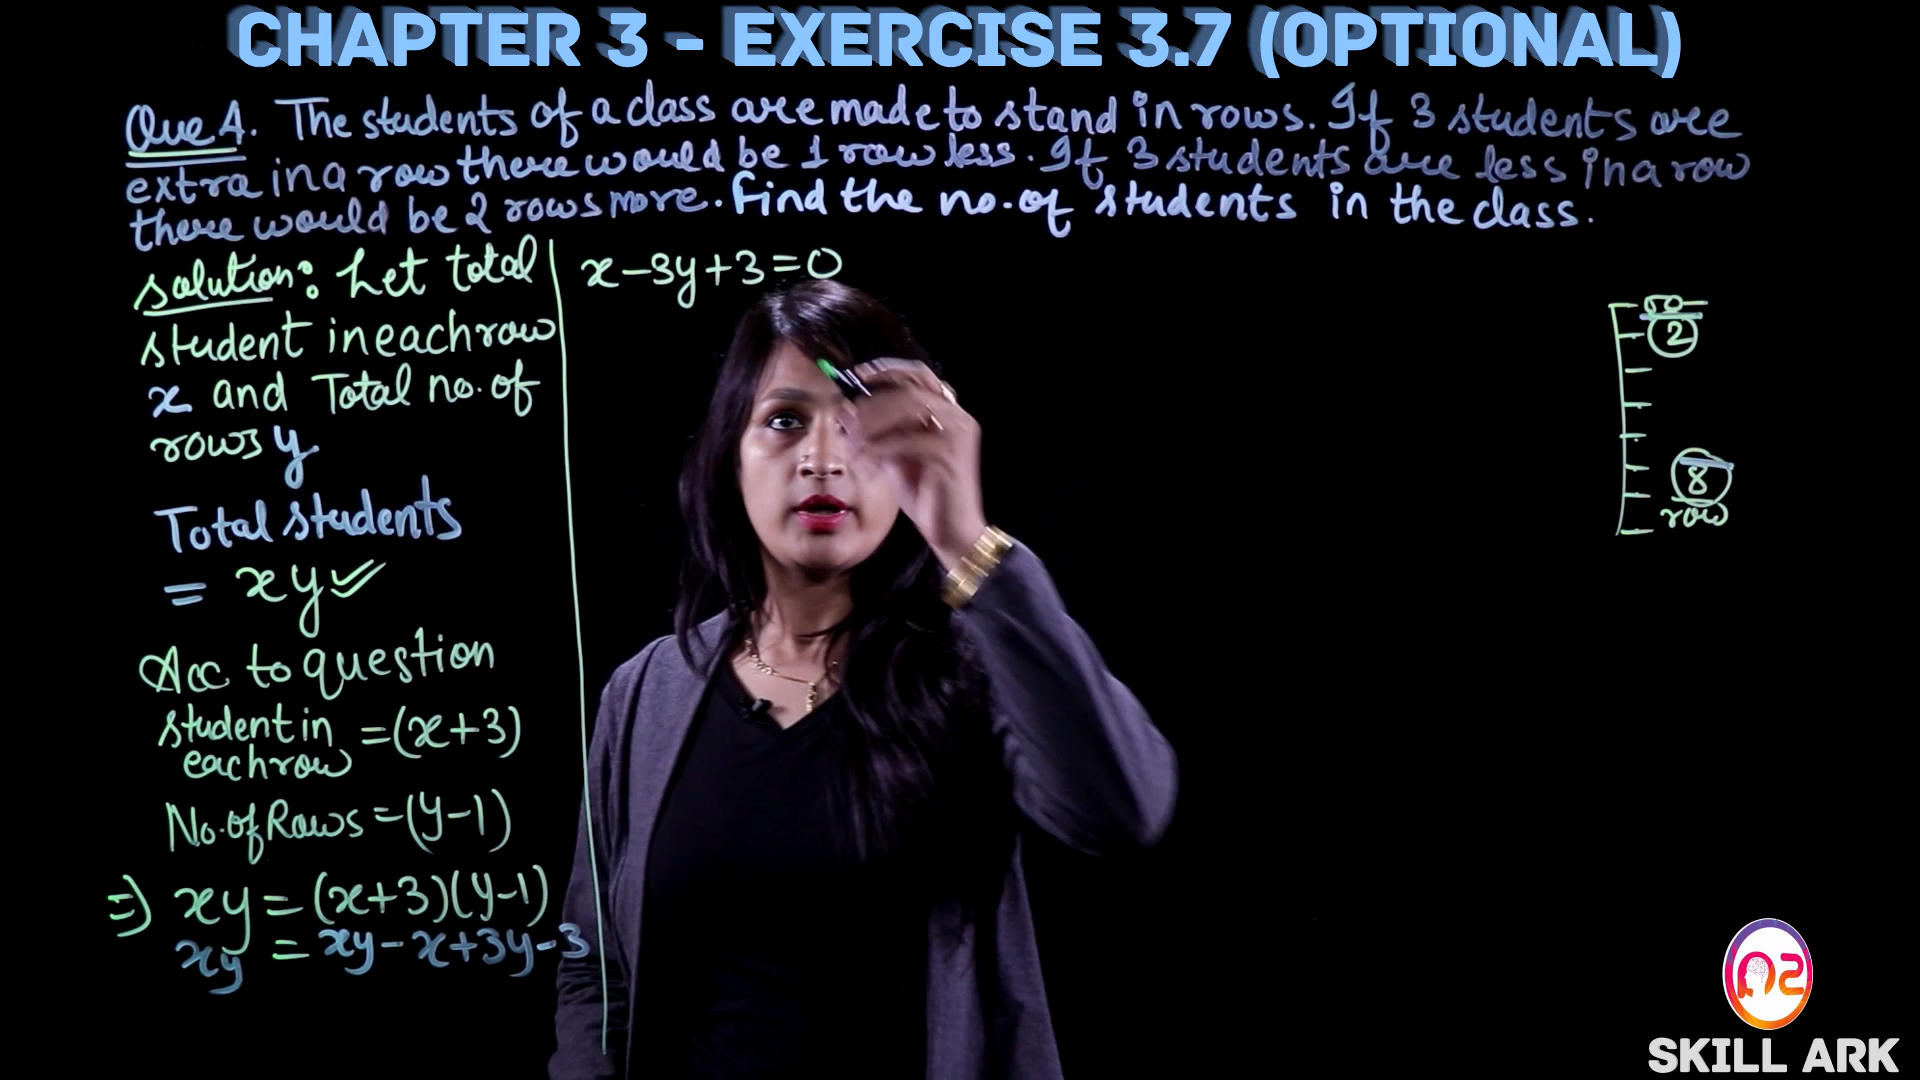 CHAPTER 3 - EXERCISE 3.7 (OPTIONAL)
Que 4. The students of a class are made to stand in rows. If 3 students are
extra in a row there would be 1 row less. If 3 students are less in a row
there would be 2 rows more. Find the no. of students in the class.
solution: Let total
student in each row
x and Total no. of
rows y
Total students
= xy ✓
Acc to question
student in
each row = (x+3)
No. of Rows = (y-1)
=) xy = (x+3)(y-1)
xy = xy-x+3y-3
x-3y+3=0
50
2
8
row
SKILL ARK